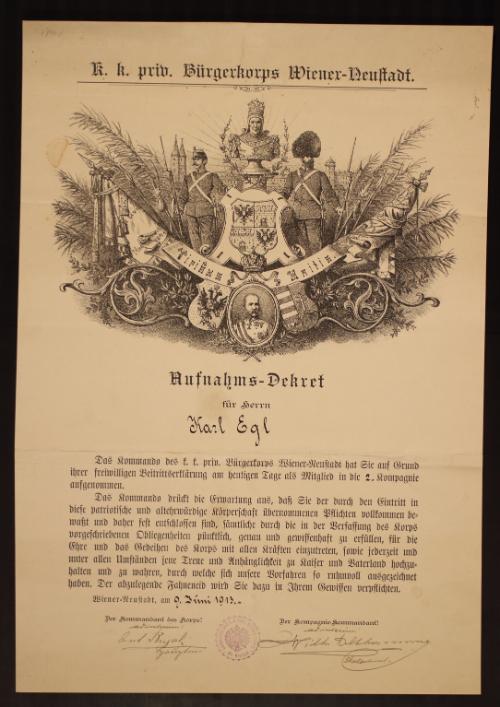 K. k. priv. Bürgerkorps Wiener-Neustadt.
Viribus Unitis.
Aufnahms-Dekret
für Herrn
Karl Egl
Das Kommando des k. k. priv. Bürgerkorps Wiener-Neustadt hat Sie auf Grund
ihrer freiwilligen Beitrittserklärung am heutigen Tage als Mitglied in die 2. Kompagnie
aufgenommen.
Das Kommando drückt die Erwartung aus, daß Sie der durch den Eintritt in
diese patriotische und altehrwürdige Körperschaft übernommenen Pflichten vollkommen be-
wußt und daher fest entschlossen sind, sämtliche durch die in der Verfassung des Korps
vorgeschriebenen Obliegenheiten pünktlich, genau und gewissenhaft zu erfüllen, für die
Ehre und das Gedeihen des Korps mit allen Kräften einzutreten, sowie jederzeit und
unter allen Umständen jene Treue und Anhänglichkeit zu Kaiser und Vaterland hochzu-
halten und zu wahren, durch welche sich unsere Vorfahren so ruhmvoll ausgezeichnet
haben. Der abzulegende Fahneneid wird Sie dazu in Ihrem Gewissen verpflichten.
Wiener-Neustadt, am 9. Juni 1913.-
Der Kommandant des Korps: Der Kompagnie-Kommandant: